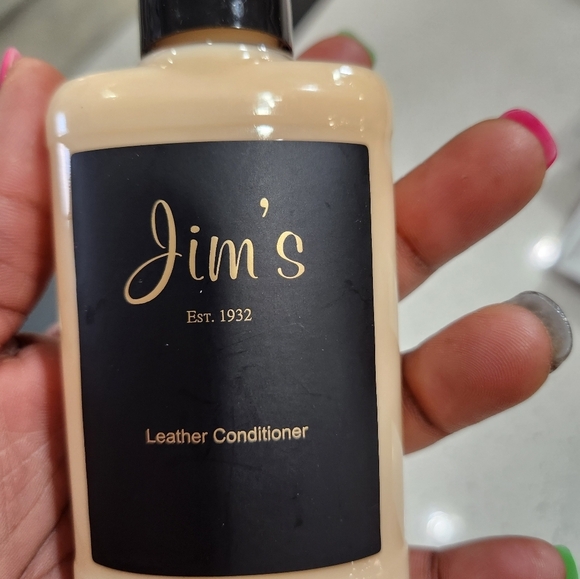 Jim's
Est. 1932
Leather Conditioner